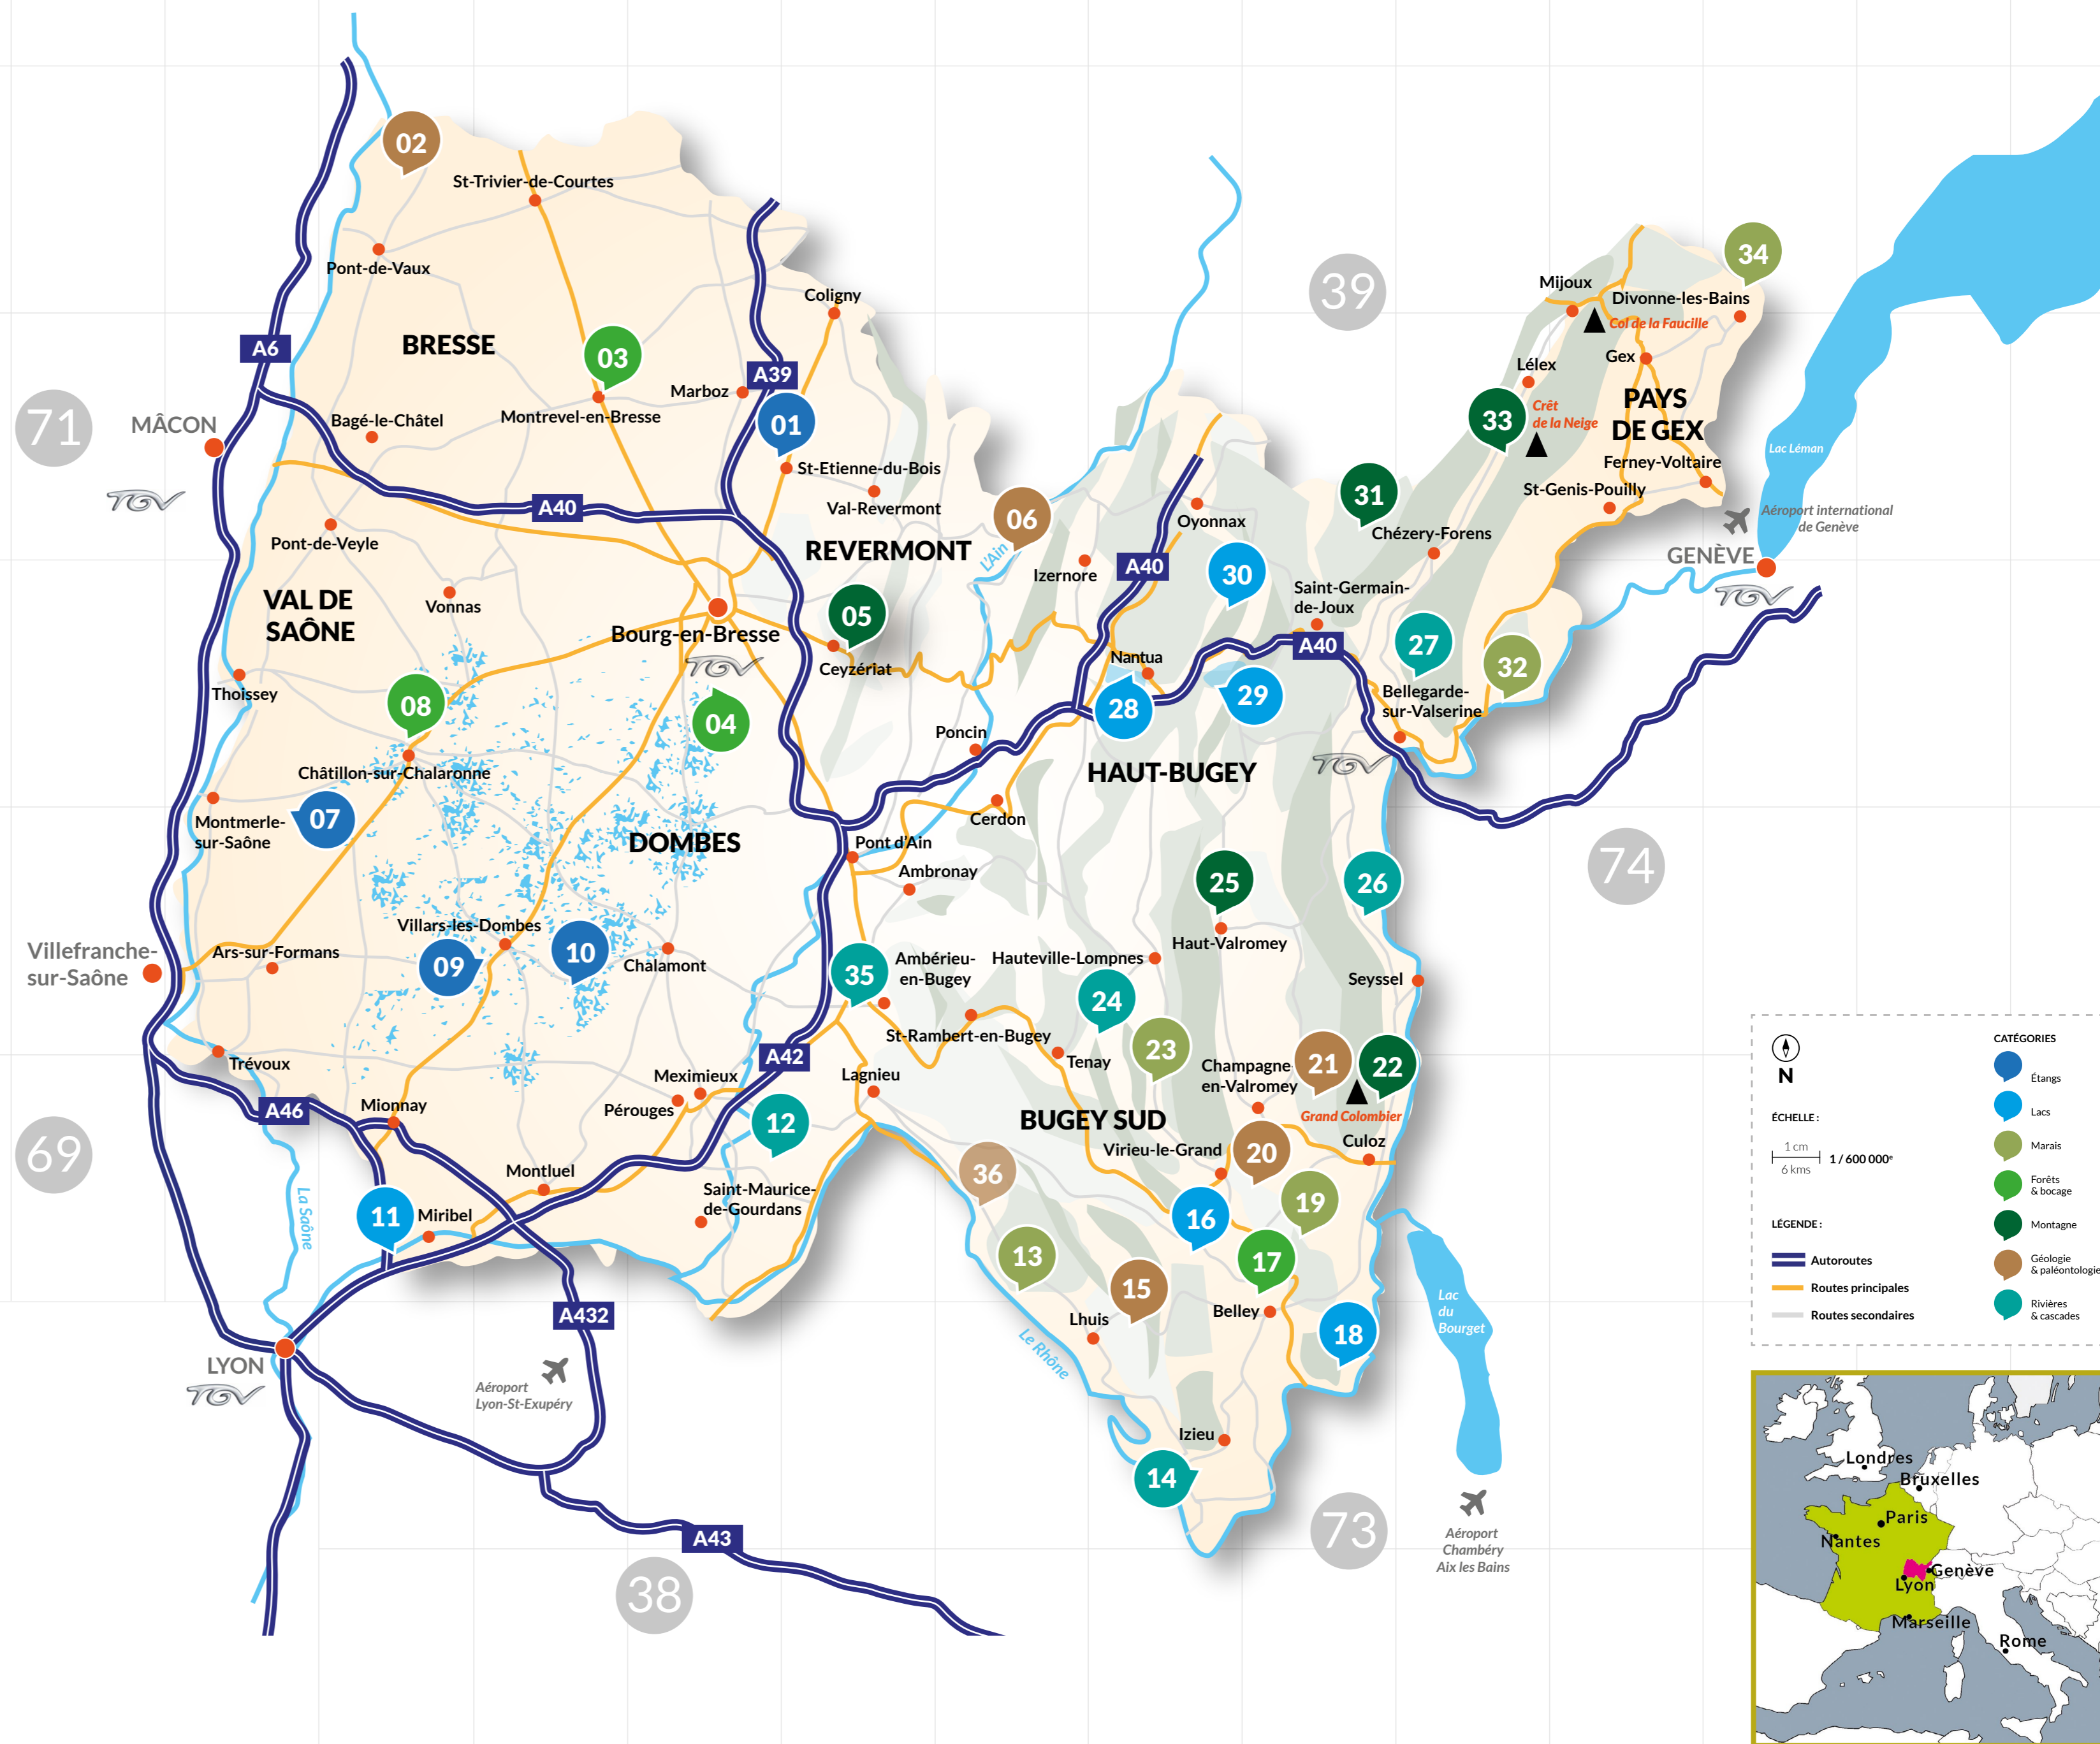 02
St-Trivier-de-Courtes
Pont-de-Vaux
Coligny
39
34
Mijoux
Divonne-les-Bains
Col de la Faucille
A6
BRESSE
03
A39
Marboz
Gex
Lélex
71
MÂCON
Bagé-le-Châtel
Montrevel-en-Bresse
01
33
Crêt
de la Neige
PAYS
DE GEX
Lac Léman
TGV
St-Etienne-du-Bois
Val-Revermont
Ferney-Voltaire
St-Genis-Pouilly
A40
31
Chézery-Forens
06
Oyonnax
Aéroport international
de Genève
Pont-de-Veyle
REVERMONT
L'Ain
Izernore
A40
30
GENÈVE
TGV
VAL DE
SAÔNE
Vonnas
Bourg-en-Bresse
TGV
05
Ceyzériat
Saint-Germain-
de-Joux
A40
27
32
Nantua
28
29
Bellegarde-
sur-Valserine
TGV
Thoissey
08
04
Châtillon-sur-Chalaronne
Poncin
HAUT-BUGEY
07
Montmerle-
sur-Saône
DOMBES
Cerdon
Pont d'Ain
Ambronay
74
25
26
Haut-Valromey
Villars-les-Dombes
09
10
Chalamont
Villefranche-
sur-Saône
Ars-sur-Formans
35
Ambérieu-
en-Bugey
Hauteville-Lompnes
24
Seyssel
St-Rambert-en-Bugey
Tenay
23
Trévoux
A42
Meximieux
Pérouges
Lagnieu
Champagne
en-Valromey
21
22
Grand Colombier
Culoz
A46
Mionnay
12
BUGEY SUD
Virieu-le-Grand
20
69
La Saône
Montluel
Saint-Maurice-
de-Gourdans
36
11
Miribel
16
19
13
17
15
Lhuis
Belley
18
Lac
du
Bourget
A432
Le Rhône
LYON
TGV
Aéroport
Lyon-St-Exupéry
Izieu
14
A43
38
73
Aéroport
Chambéry
Aix les Bains
N
ÉCHELLE :
1 cm
6 kms
1 / 600 000e
LÉGENDE :
Autoroutes
Routes principales
Routes secondaires
CATÉGORIES
Étangs
Lacs
Marais
Forêts
& bocage
Montagne
Géologie
& paléontologie
Rivières
& cascades
Londres
Bruxelles
Paris
Nantes
Genève
Lyon
Marseille
Rome